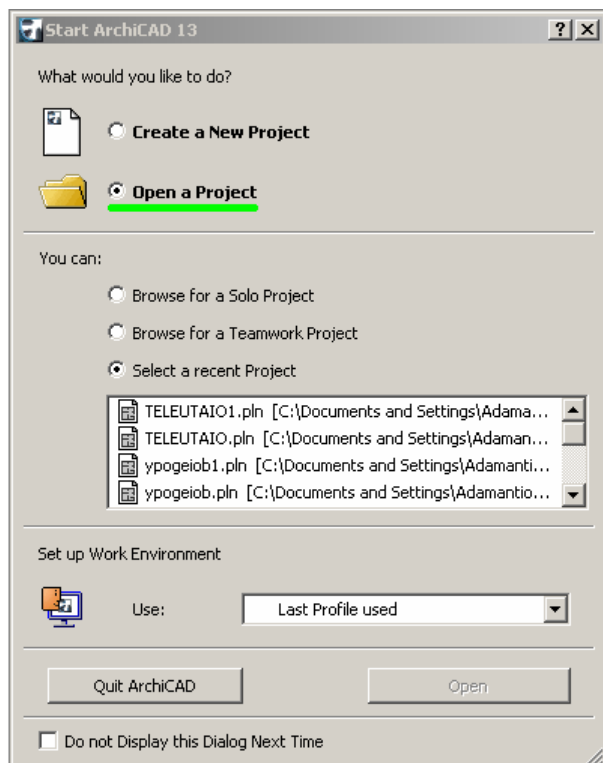 Start ArchiCAD 13
What would you like to do?
Create a New Project
Open a Project
You can:
Browse for a Solo Project
Browse for a Teamwork Project
Select a recent Project
TELEUTAIO1.pln [C:\Documents and Settings\Adama...
TELEUTAIO.pln [C:\Documents and Settings\Adaman...
ypogeiob1.pln [C:\Documents and Settings\Adamanti...
ypogeiob.pln [C:\Documents and Settings\Adamantio...
Set up Work Environment
Use: Last Profile used
Quit ArchiCAD Open
Do not Display this Dialog Next Time